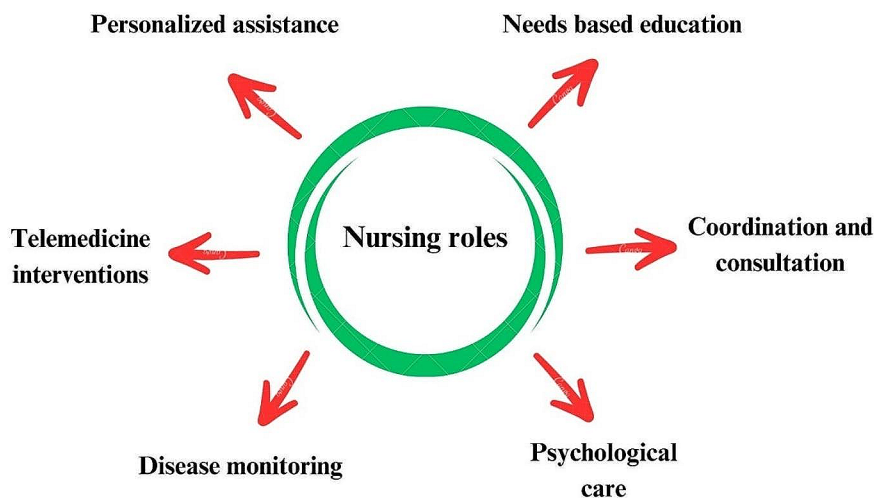 Personalized assistance
Needs based education
Nursing roles
Telemedicine
interventions
Coordination and
consultation
Disease monitoring
Psychological
care